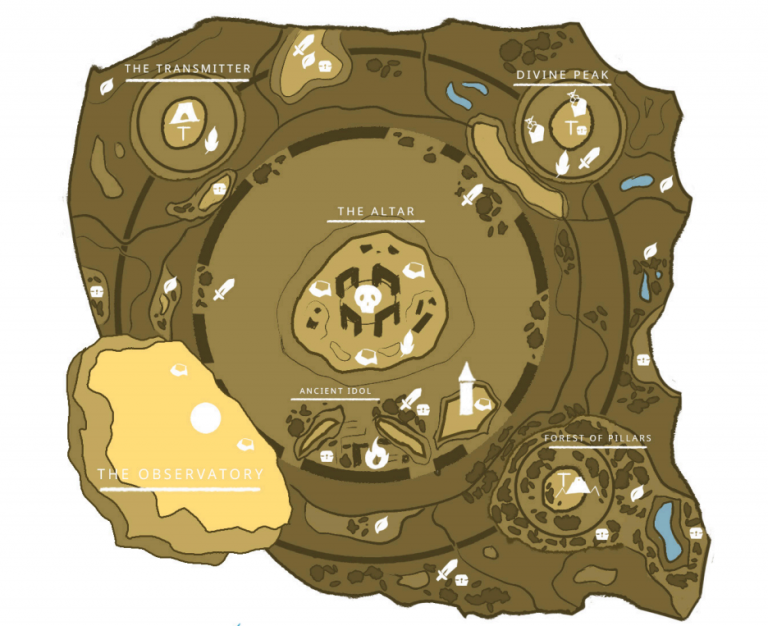 THE TRANSMITTER
DIVINE PEAK
THE ALTAR
ANCIENT IDOL
FOREST OF PILLARS
THE OBSERVATORY